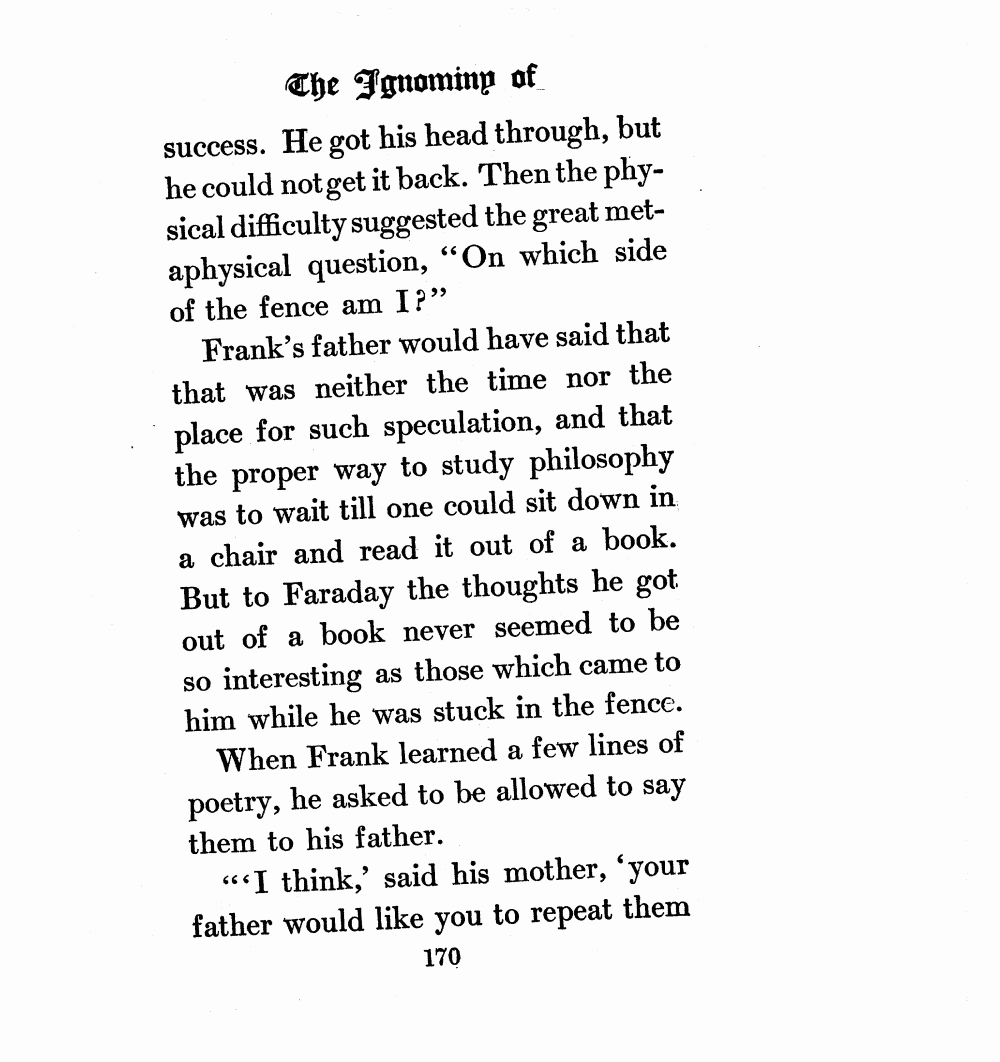 The Ignominy of
success. He got his head through, but
he could not get it back. Then the phy-
sical difficulty suggested the great met-
aphysical question, “On which side
of the fence am I?”
Frank’s father would have said that
that was neither the time nor the
place for such speculation, and that
the proper way to study philosophy
was to wait till one could sit down in
a chair and read it out of a book.
But to Faraday the thoughts he got
out of a book never seemed to be
so interesting as those which came to
him while he was stuck in the fence.
When Frank learned a few lines of
poetry, he asked to be allowed to say
them to his father.
“‘I think,’ said his mother, ‘your
father would like you to repeat them
170